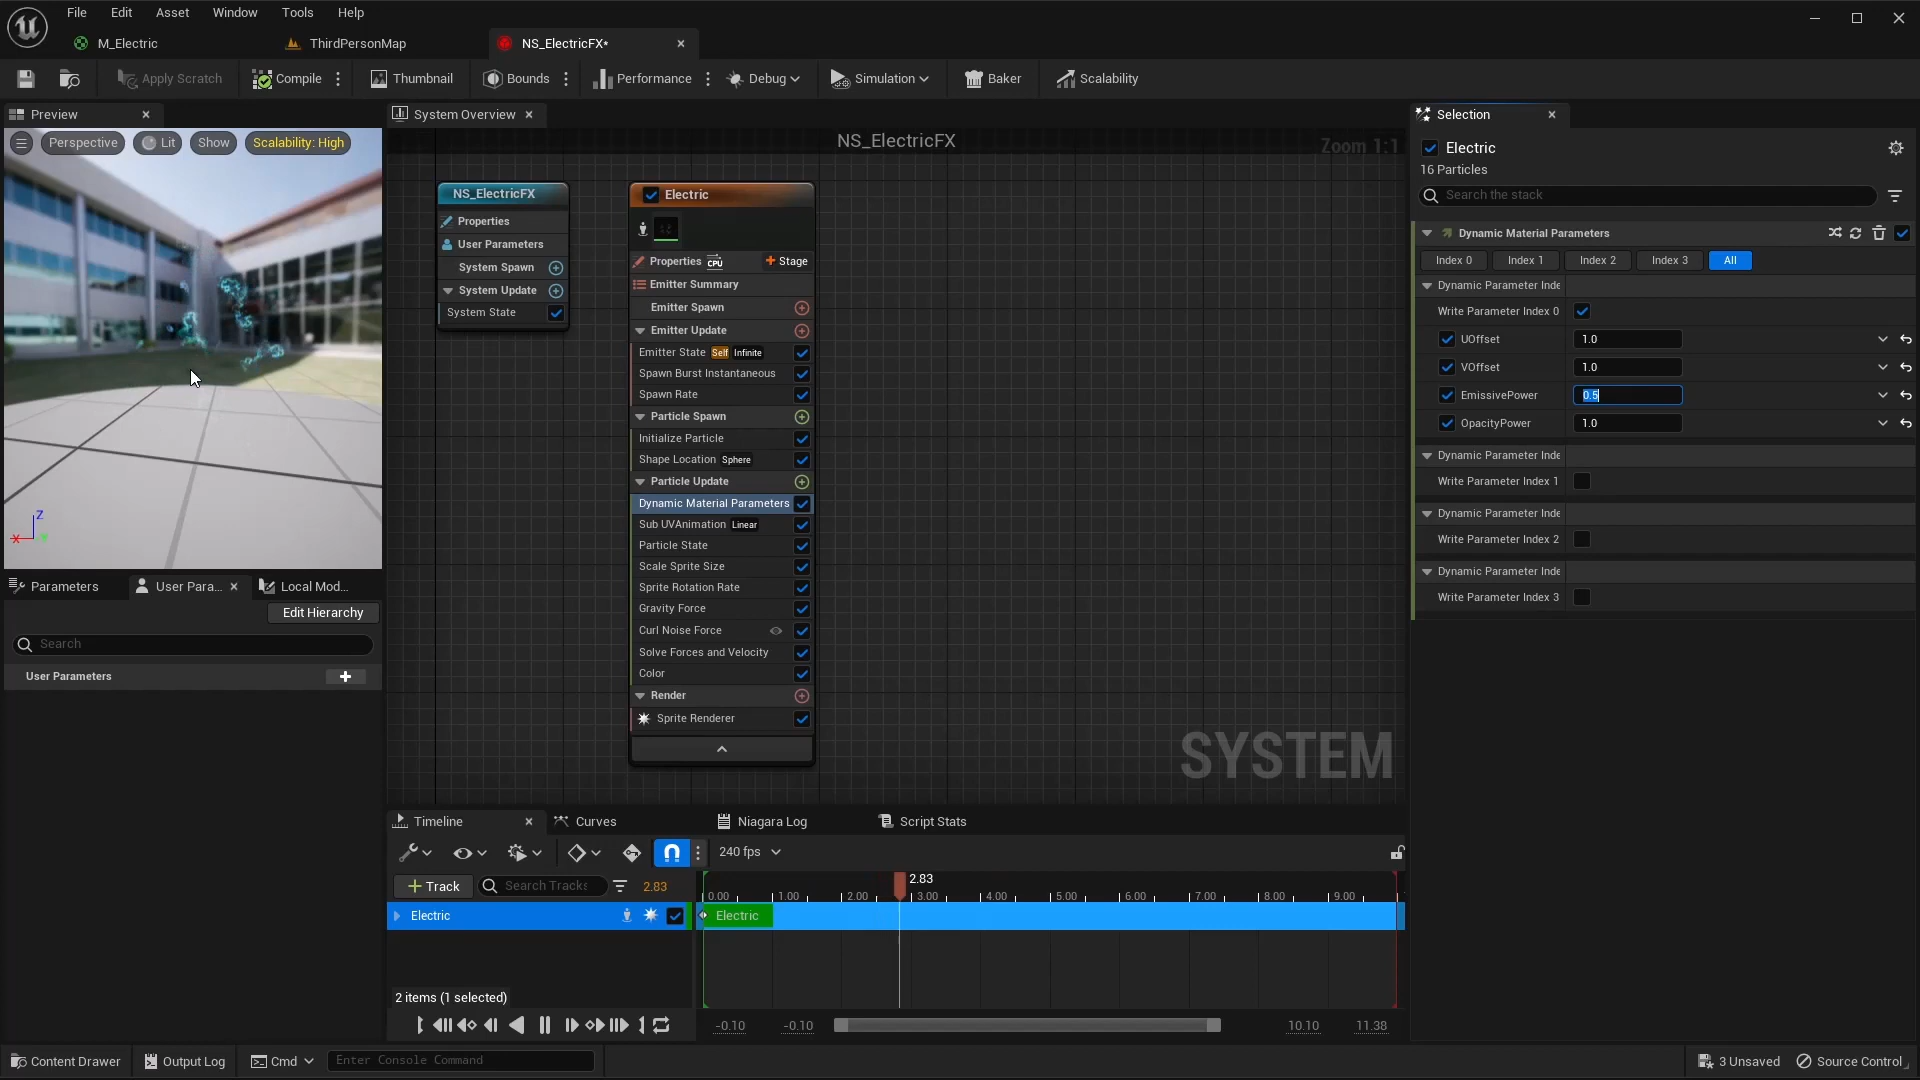 File Edit Asset Window Tools Help
M_Electric ThirdPersonMap NS_ElectricFX*
Apply Scratch Compile Thumbnail Bounds Performance Debug Simulation Baker Scalability
Preview
Perspective Lit Show Scalability: High
Z
X
Parameters User Para... Local Mod...
Edit Hierarchy
Search
User Parameters
System Overview
NS_ElectricFX
Zoom 1:1
NS_ElectricFX
Properties
User Parameters
System Spawn
System Update
System State
Electric
Properties CPU Stage
Emitter Summary
Emitter Spawn
Emitter Update
Emitter State Self Infinite
Spawn Burst Instantaneous
Spawn Rate
Particle Spawn
Initialize Particle
Shape Location Sphere
Particle Update
Dynamic Material Parameters
Sub UVAnimation Linear
Particle State
Scale Sprite Size
Sprite Rotation Rate
Gravity Force
Curl Noise Force
Solve Forces and Velocity
Color
Render
Sprite Renderer
SYSTEM
Timeline Curves Niagara Log Script Stats
240 fps
Track Search Tracks 2.83
2.83
0.00 1.00 2.00 3.00 4.00 5.00 6.00 7.00 8.00 9.00
Electric Electric
2 items (1 selected)
-0.10 -0.10 10.10 11.38
Selection
Electric
16 Particles
Search the stack
Dynamic Material Parameters
Index 0 Index 1 Index 2 Index 3 All
Dynamic Parameter Inde
Write Parameter Index 0
UOffset 1.0
VOffset 1.0
EmissivePower 0.5
OpacityPower 1.0
Dynamic Parameter Inde
Write Parameter Index 1
Dynamic Parameter Inde
Write Parameter Index 2
Dynamic Parameter Inde
Write Parameter Index 3
Content Drawer Output Log Cmd Enter Console Command 3 Unsaved Source Control